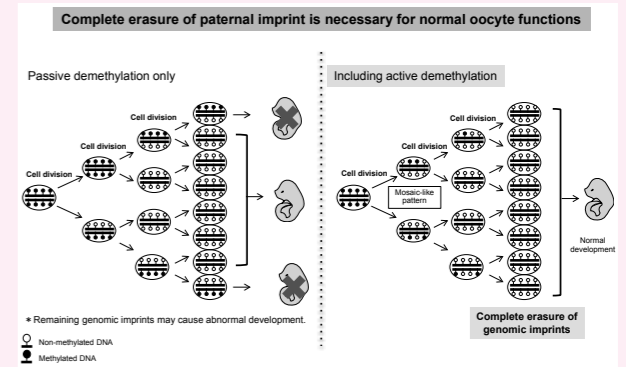 Complete erasure of paternal imprint is necessary for normal oocyte functions
Passive demethylation only
Cell division
Cell division
Cell division
* Remaining genomic imprints may cause abnormal development.
Non-methylated DNA
Methylated DNA
Including active demethylation
Cell division
Cell division
Cell division
Mosaic-like
pattern
Normal
development
Complete erasure of
genomic imprints